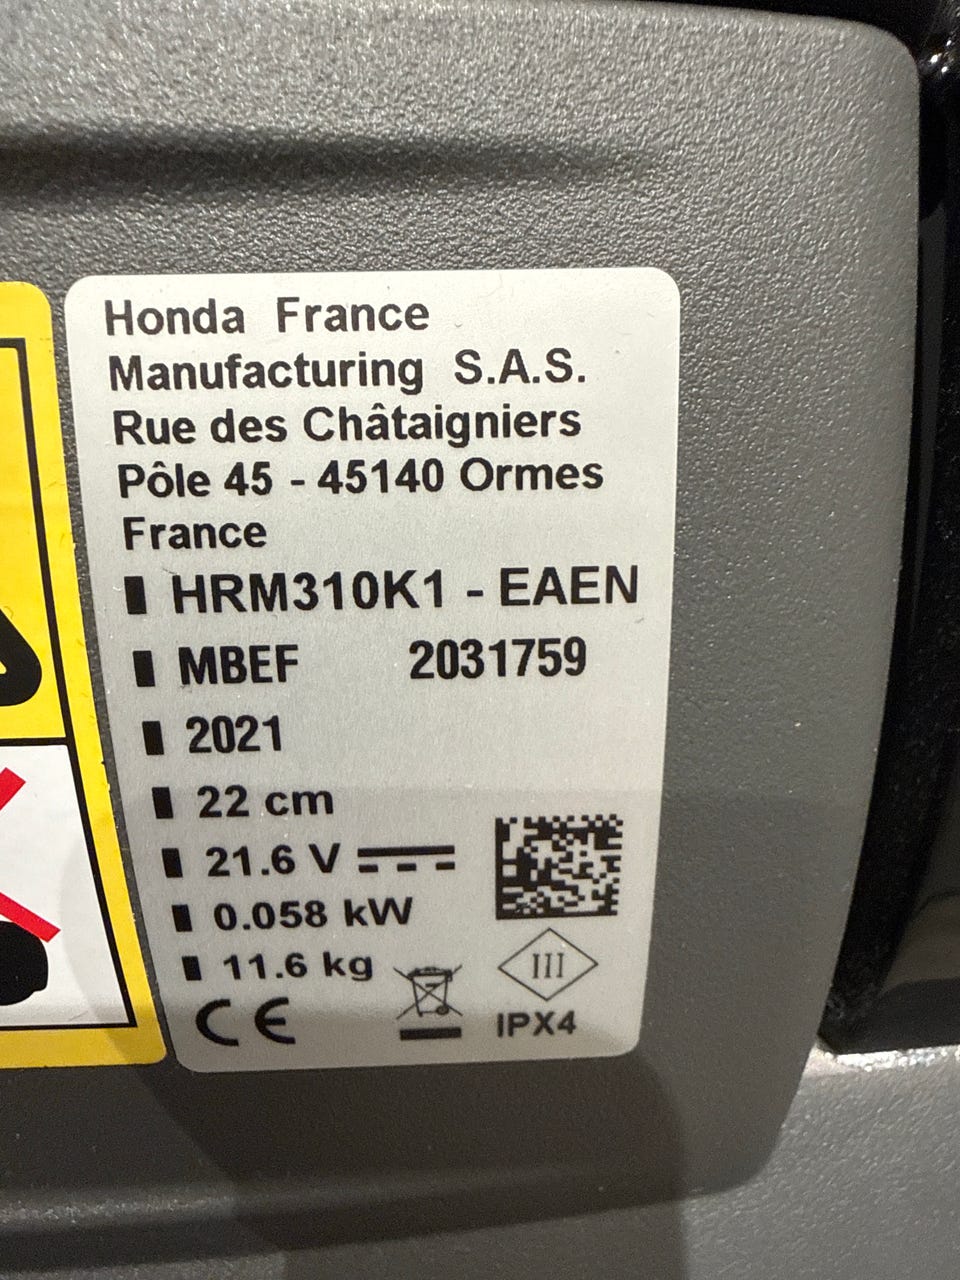 Honda France
Manufacturing S.A.S.
Rue des Châtaigniers
Pôle 45 - 45140 Ormes
France
HRM310K1 - EAEN
MBEF 2031759
2021
22 cm
21.6 V
0.058 kW
11.6 kg
CE
III
IPX4